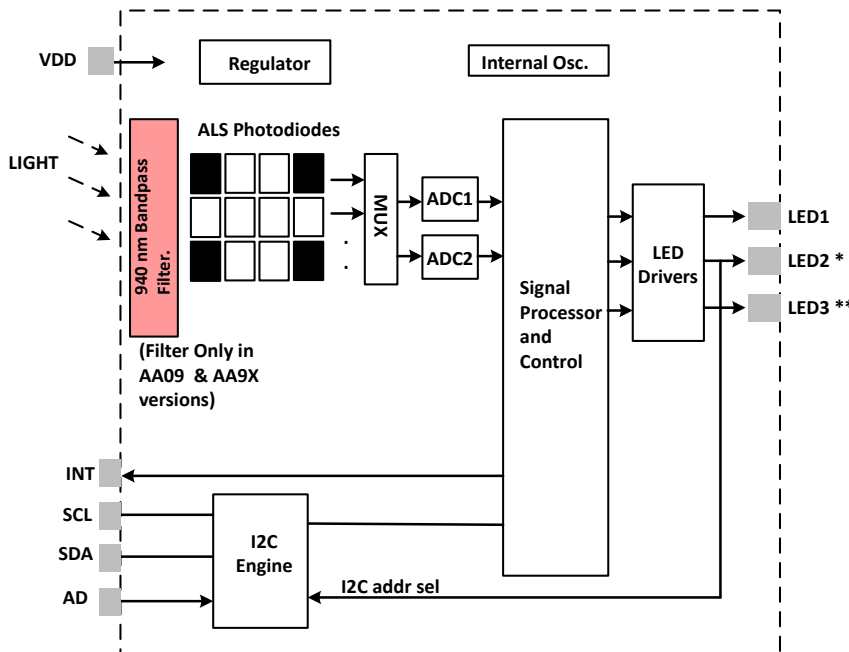 VDD
Regulator
Internal Osc.
LIGHT
940 nm Bandpass
Filter.
ALS Photodiodes
MUX
ADC1
ADC2
Signal
Processor
and
Control
LED
Drivers
LED1
LED2 *
LED3 **
(Filter Only in
AA09 & AA9X
versions)
INT
SCL
SDA
AD
I2C
Engine
I2C addr sel